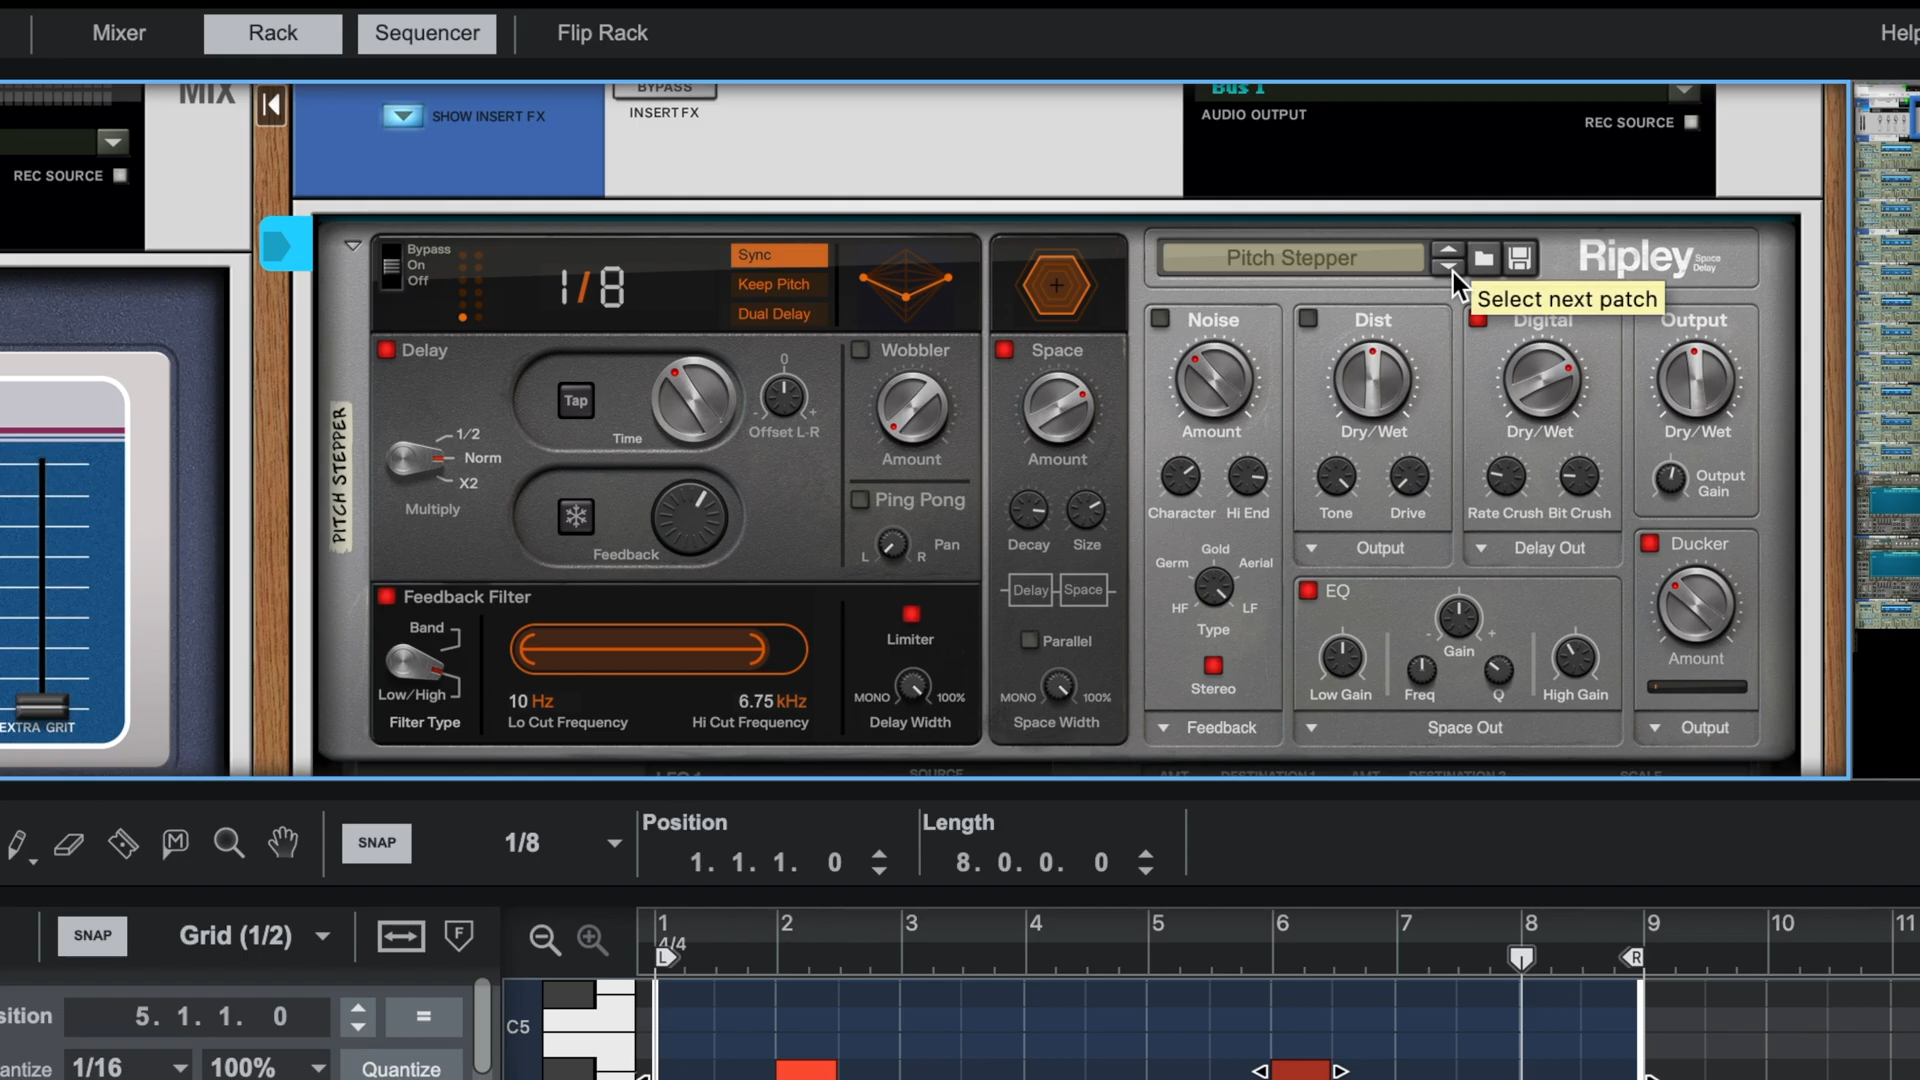 Mixer
Rack
Sequencer
Flip Rack
MIX
REC SOURCE
SHOW INSERT FX
BYPASS
INSERT FX
Bus 1
AUDIO OUTPUT
REC SOURCE
EXTRA GRIT
PITCH STEPPER
Bypass
On
Off
1/8
Sync
Keep Pitch
Dual Delay
Pitch Stepper
Ripley Space Delay
Select next patch
Delay
Tap
Time
0
- +
Offset L-R
1/2
Norm
X2
Multiply
Feedback
Wobbler
Amount
Ping Pong
L R Pan
Feedback Filter
Band
Low/High
Filter Type
10 Hz
Lo Cut Frequency
6.75 kHz
Hi Cut Frequency
Limiter
MONO 100%
Delay Width
Space
Amount
Decay
Size
Delay Space
Parallel
MONO 100%
Space Width
Noise
Amount
Character
Hi End
Gold
Germ
Aerial
HF
LF
Type
Stereo
Feedback
Dist
Dry/Wet
Tone
Drive
Output
Digital
Dry/Wet
Rate Crush
Bit Crush
Delay Out
EQ
Low Gain
- +
Gain
Freq
Q
High Gain
Space Out
Output
Dry/Wet
Output
Gain
Ducker
Amount
Output
M
SNAP
1/8
Position
1. 1. 1. 0
Length
8. 0. 0. 0
SNAP
Grid (1/2)
F
1 2 3 4 5 6 7 8 9 10 11
4/4
L
R
5. 1. 1. 0
=
1/16
100%
Quantize
C5